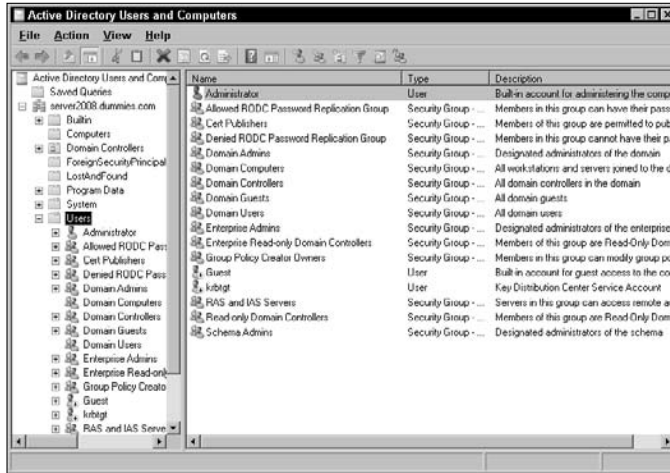 Active Directory Users and Computers
File Action View Help
Active Directory Users and Com
Saved Queries
server2008.dummies.com
Builtin
Computers
Domain Controllers
ForeignSecurityPrincipal
LostAndFound
Program Data
System
Users
Administrator
Allowed RODC Pass
Cert Publishers
Denied RODC Pass
Domain Admins
Domain Computers
Domain Controllers
Domain Guests
Domain Users
Enterprise Admins
Enterprise Read-only
Group Policy Creato
Guest
krbtgt
RAS and IAS Serve
Name Type Description
Administrator User Built-in account for administering the comp
Allowed RODC Password Replication Group Security Group - ... Members in this group can have their pass
Cert Publishers Security Group - ... Members of this group are permitted to pub
Denied RODC Password Replication Group Security Group - ... Members in this group cannot have their p
Domain Admins Security Group - ... Designated administrators of the domain
Domain Computers Security Group - ... All workstations and servers joined to the d
Domain Controllers Security Group - ... All domain controllers in the domain
Domain Guests Security Group - ... All domain guests
Domain Users Security Group - ... All domain users
Enterprise Admins Security Group - ... Designated administrators of the enterprise
Enterprise Read-only Domain Controllers Security Group - ... Members of this group are Read-Only Dom
Group Policy Creator Owners Security Group - ... Members in this group can modify group po
Guest User Built-in account for guest access to the co
krbtgt User Key Distribution Center Service Account
RAS and IAS Servers Security Group - ... Servers in this group can access remote a
Read-only Domain Controllers Security Group - ... Members of this group are Read-Only Dom
Schema Admins Security Group - ... Designated administrators of the schema